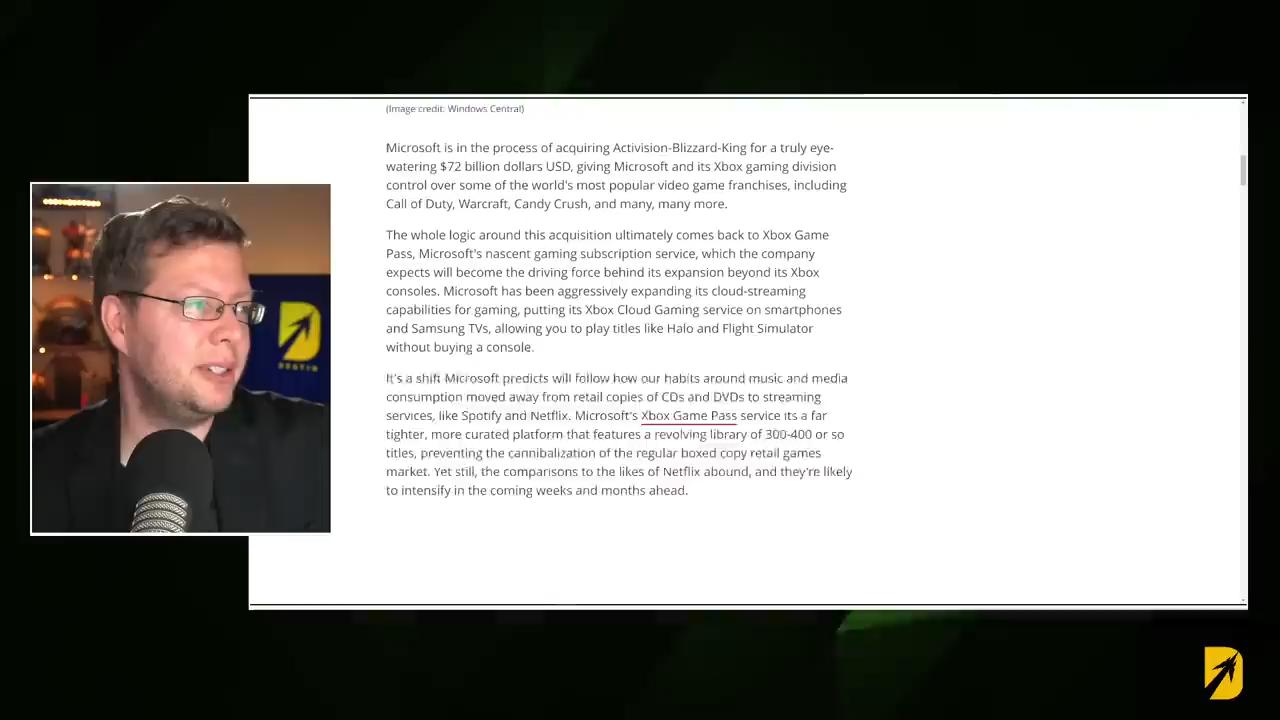 (Image credit: Windows Central)
Microsoft is in the process of acquiring Activision-Blizzard-King for a truly eye-
watering $72 billion dollars USD, giving Microsoft and its Xbox gaming division
control over some of the world's most popular video game franchises, including
Call of Duty, Warcraft, Candy Crush, and many, many more.
The whole logic around this acquisition ultimately comes back to Xbox Game
Pass, Microsoft's nascent gaming subscription service, which the company
expects will become the driving force behind its expansion beyond its Xbox
consoles. Microsoft has been aggressively expanding its cloud-streaming
capabilities for gaming, putting its Xbox Cloud Gaming service on smartphones
and Samsung TVs, allowing you to play titles like Halo and Flight Simulator
without buying a console.
It's a shift Microsoft predicts will follow how our habits around music and media
consumption moved away from retail copies of CDs and DVDs to streaming
services, like Spotify and Netflix. Microsoft's Xbox Game Pass service its a far
tighter, more curated platform that features a revolving library of 300-400 or so
titles, preventing the cannibalization of the regular boxed copy retail games
market. Yet still, the comparisons to the likes of Netflix abound, and they're likely
to intensify in the coming weeks and months ahead.
D
DESTIN
D